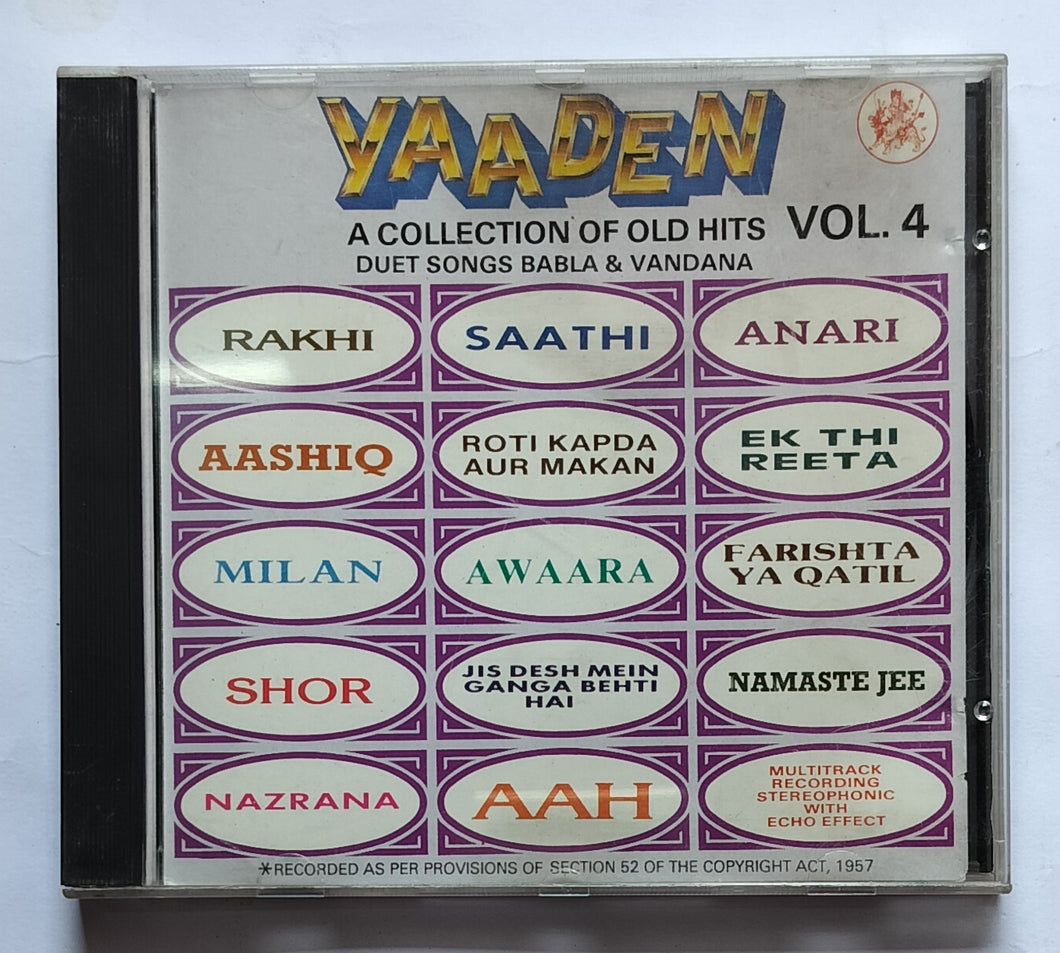 YAADEN
A COLLECTION OF OLD HITS VOL. 4
DUET SONGS BABLA & VANDANA
RAKHI
SAATHI
ANARI
AASHIQ
ROTI KAPDA
AUR MAKAN
EK THI
REETA
MILAN
AWAARA
FARISHTA
YA QATIL
SHOR
JIS DESH MEIN
GANGA BEHTI
HAI
NAMASTE JEE
NAZRANA
AAH
MULTITRACK
RECORDING
STEREOPHONIC
WITH
ECHO EFFECT
*RECORDED AS PER PROVISIONS OF SECTION 52 OF THE COPYRIGHT ACT, 1957